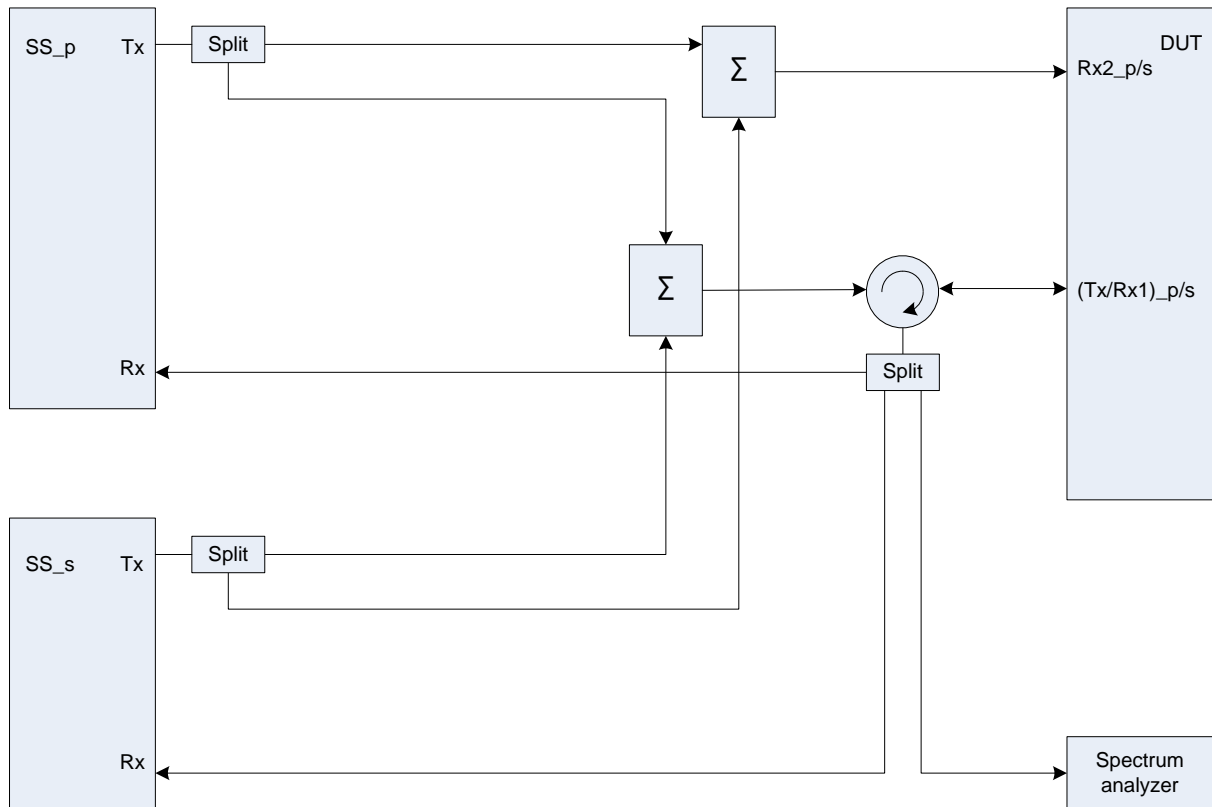 SS_p
Tx
Split
Σ
DUT
Rx2_p/s
Σ
(Tx/Rx1)_p/s
Rx
Split
SS_s
Tx
Split
Rx
Spectrum
analyzer